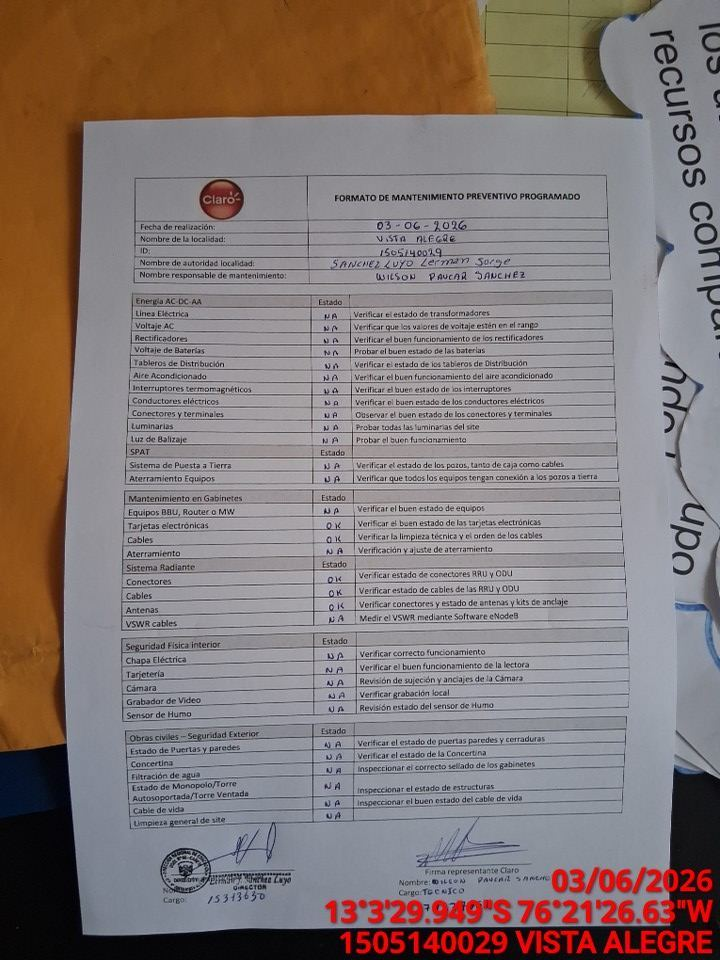 los
recursos compar
upo
Claro
FORMATO DE MANTENIMIENTO PREVENTIVO PROGRAMADO
Fecha de realización: 03-06-2026
Nombre de la localidad: VISTA ALEGRE
ID: 1505140029
Nombre de autoridad localidad: SANCHEZ LUYO Lerman Jorge
Nombre responsable de mantenimiento: WILSON PAUCAR SANCHEZ
Energía AC-DC-AA Estado
Línea Eléctrica NA Verificar el estado de transformadores
Voltaje AC NA Verificar que los valores de voltaje estén en el rango
Rectificadores NA Verificar el buen funcionamiento de los rectificadores
Voltaje de Baterías NA Probar el buen estado de las baterías
Tableros de Distribución NA Verificar el estado de los tableros de Distribución
Aire Acondicionado NA Verificar el buen funcionamiento del aire acondicionado
Interruptores termomagnéticos NA Verificar el buen estado de los interruptores
Conductores eléctricos NA Verificar el buen estado de los conductores eléctricos
Conectores y terminales NA Observar el buen estado de los conectores y terminales
Luminarias NA Probar todas las luminarias del site
Luz de Balizaje NA Probar el buen funcionamiento
SPAT Estado
Sistema de Puesta a Tierra NA Verificar el estado de los pozos, tanto de caja como cables
Aterramiento Equipos NA Verificar que todos los equipos tengan conexión a los pozos a tierra
Mantenimiento en Gabinetes Estado
Equipos BBU, Router o MW NA Verificar el buen estado de equipos
Tarjetas electrónicas OK Verificar el buen estado de las tarjetas electrónicas
Cables OK Verificar la limpieza técnica y el orden de los cables
Aterramiento NA Verificación y ajuste de aterramiento
Sistema Radiante Estado
Conectores OK Verificar estado de conectores RRU y ODU
Cables OK Verificar estado de cables de las RRU y ODU
Antenas OK Verificar conectores y estado de antenas y kits de anclaje
VSWR cables NA Medir el VSWR mediante Software eNodeB
Seguridad Física interior Estado
Chapa Eléctrica NA Verificar correcto funcionamiento
Tarjetería NA Verificar el buen funcionamiento de la lectora
Cámara NA Revisión de sujeción y anclajes de la Cámara
Grabador de Video NA Verificar grabación local
Sensor de Humo NA Revisión estado del sensor de Humo
Obras civiles – Seguridad Exterior Estado
Estado de Puertas y paredes NA Verificar el estado de puertas paredes y cerraduras
Concertina NA Verificar el estado de la Concertina
Filtración de agua NA Inspeccionar el correcto sellado de los gabinetes
Estado de Monopolo/Torre Autosoportada/Torre Ventada NA Inspeccionar el estado de estructuras
Cable de vida NA Inspeccionar el buen estado del cable de vida
Limpieza general de site NA
Sánchez Luyo
DIRECTOR
Cargo: 15313630
Firma representante Claro
Nombre: WILSON PAUCAR SANCHE
Cargo: TECNICO
03/06/2026
13°3'29.949"S 76°21'26.63"W
1505140029 VISTA ALEGRE